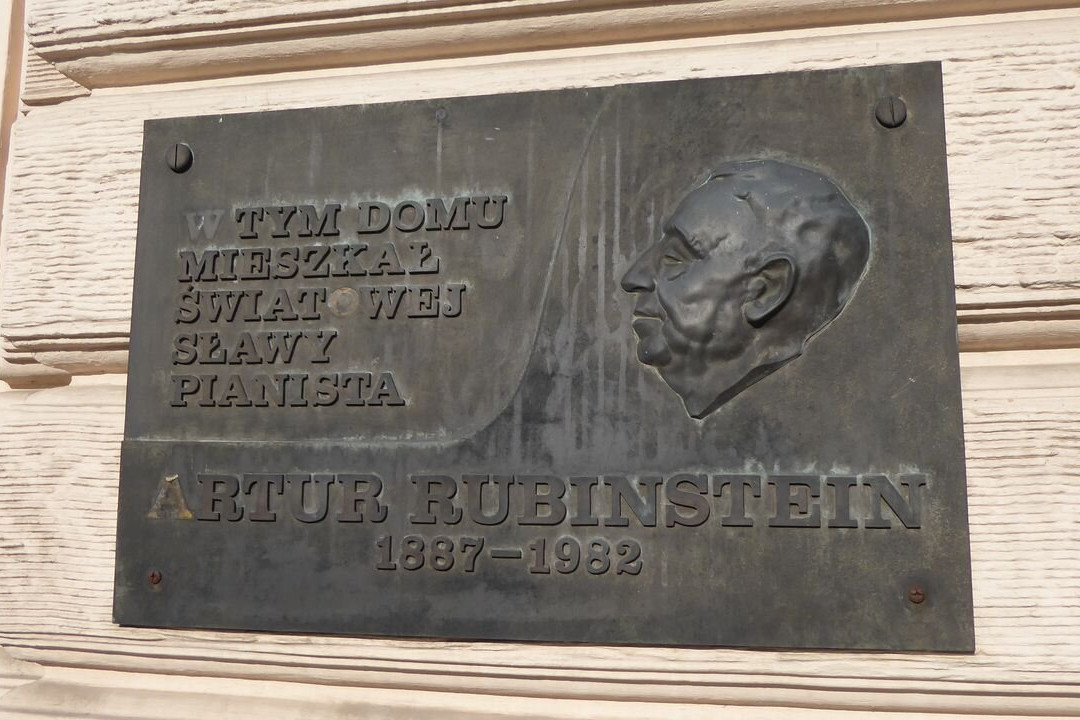 W TYM DOMU
MIESZKAŁ
ŚWIATOWEJ
SŁAWY
PIANISTA
ARTUR RUBINSTEIN
1887–1982